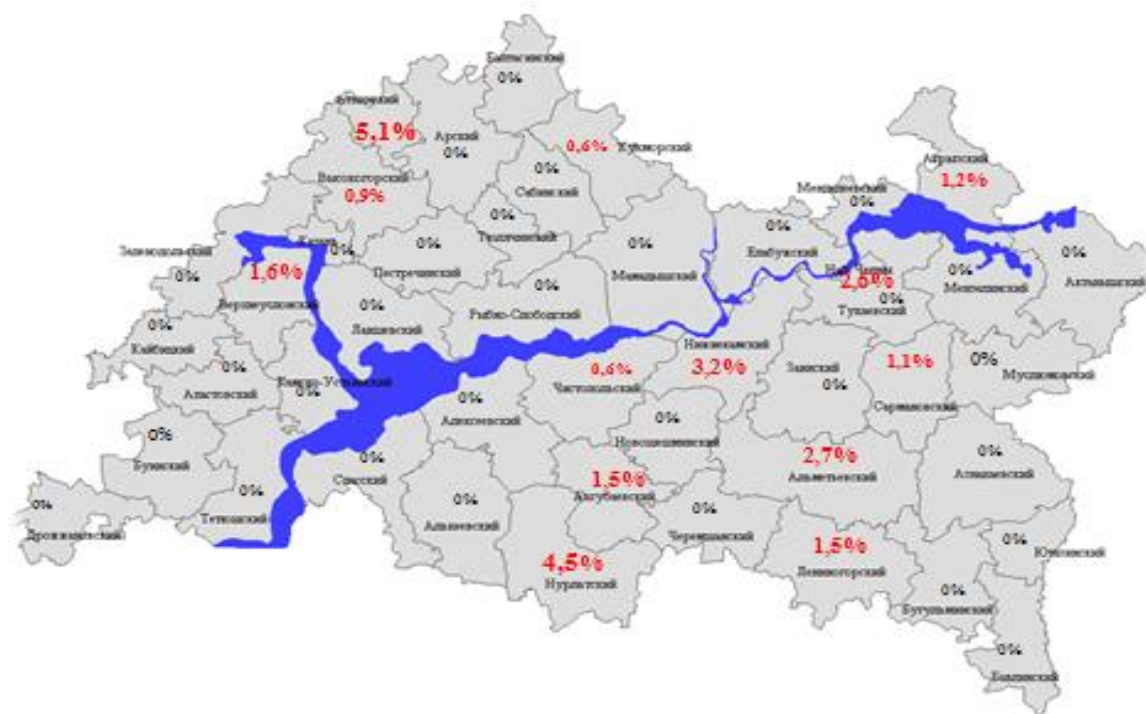 Балтасинский
0%
Атнинский
5,1%
Арский
0%
0,6%
Кукморский
Высокогорский
0,9%
0%
Сабинский
Агрызский
1,2%
Менделеевский
0%
Казань
0%
0%
Тюлячинский
0%
Пестречинский
0%
Мамадышский
0%
Елабужский
Зеленодольский
0%
1,6%
Верхнеуслонский
0%
Лаишевский
0%
Рыбно-Слободский
Наб. Челны
2,6%
0%
Тукаевский
0%
Мензелинский
0%
Актанышский
0%
Кайбицкий
0%
Апастовский
Камско-Устьинский
0%
0%
Алексеевский
0,6%
Чистопольский
Нижнекамский
3,2%
Заинский
0%
1,1%
Сармановский
0%
Муслюмовский
0%
Буинский
0%
Тетюшский
0%
Спасский
0%
Новошешминский
2,7%
Альметьевский
0%
Азнакаевский
0%
Дрожжановский
0%
Алькеевский
1,5%
Аксубаевский
0%
Черемшанский
4,5%
Нурлатский
1,5%
Лениногорский
0%
Ютазинский
0%
Бугульминский
0%
Бавлинский